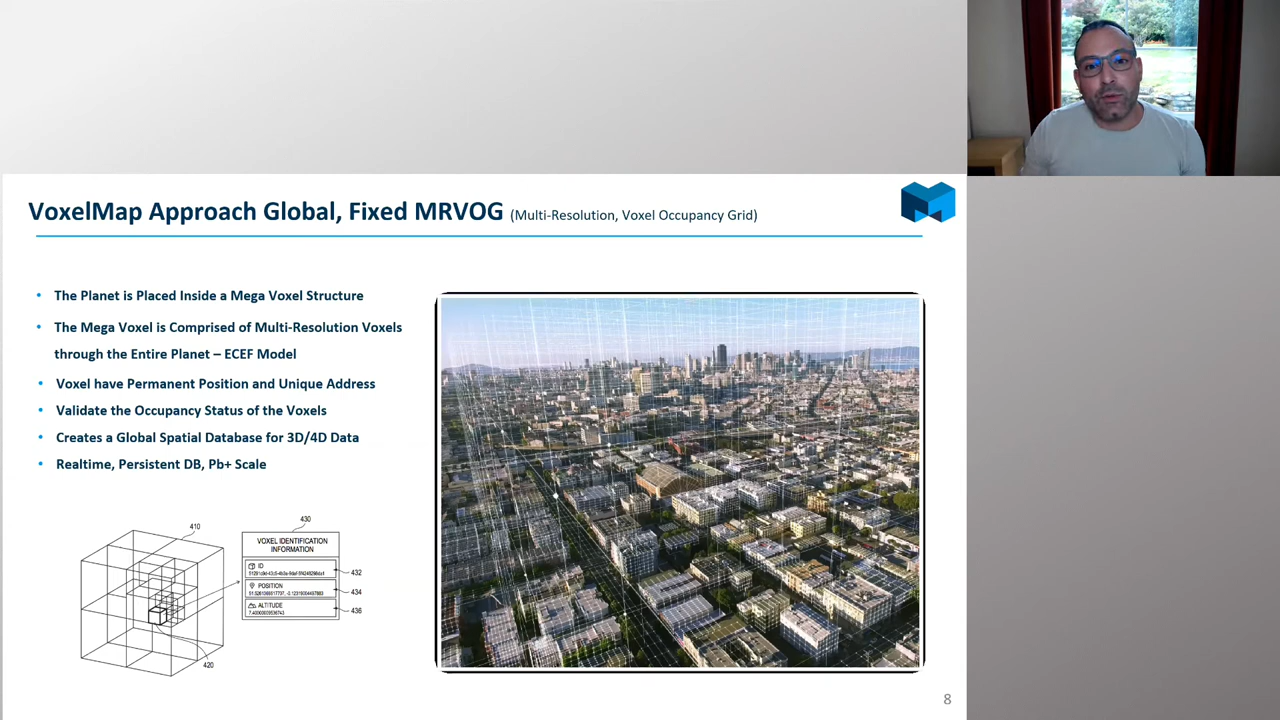 VoxelMap Approach Global, Fixed MRVOG (Multi-Resolution, Voxel Occupancy Grid)
• The Planet is Placed Inside a Mega Voxel Structure
• The Mega Voxel is Comprised of Multi-Resolution Voxels
through the Entire Planet – ECEF Model
• Voxel have Permanent Position and Unique Address
• Validate the Occupancy Status of the Voxels
• Creates a Global Spatial Database for 3D/4D Data
• Realtime, Persistent DB, Pb+ Scale
410
420
430
VOXEL IDENTIFICATION
INFORMATION
ID
432
POSITION
434
ALTITUDE
436
8